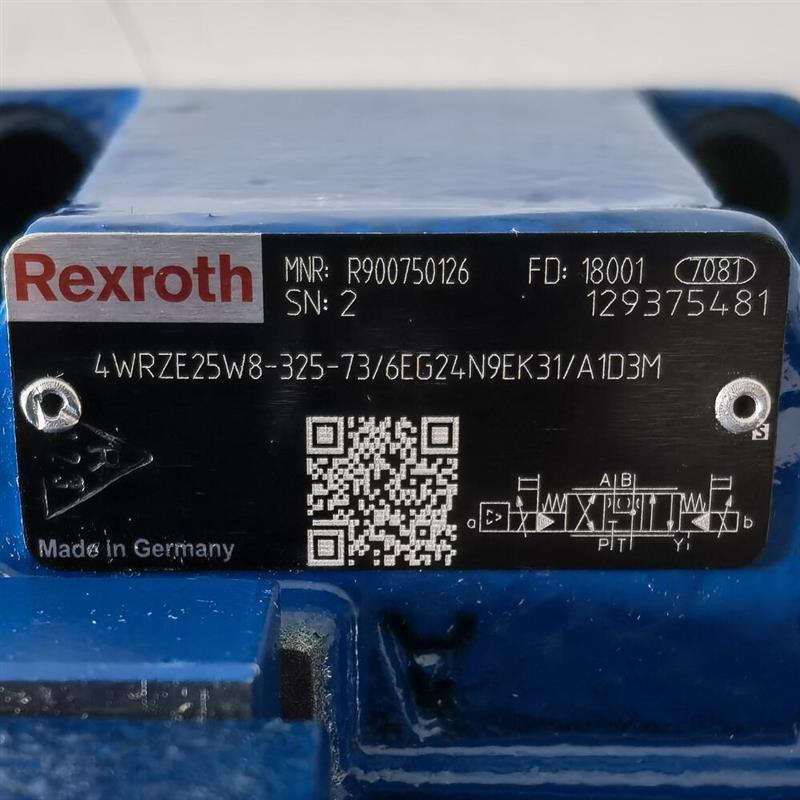 Rexroth
MNR: R900750126 FD: 18001 7081
SN: 2 129375481
4WRZE25W8-325-73/6EG24N9EK31/A1D3M
S
A B
a b
P T Y
Made in Germany